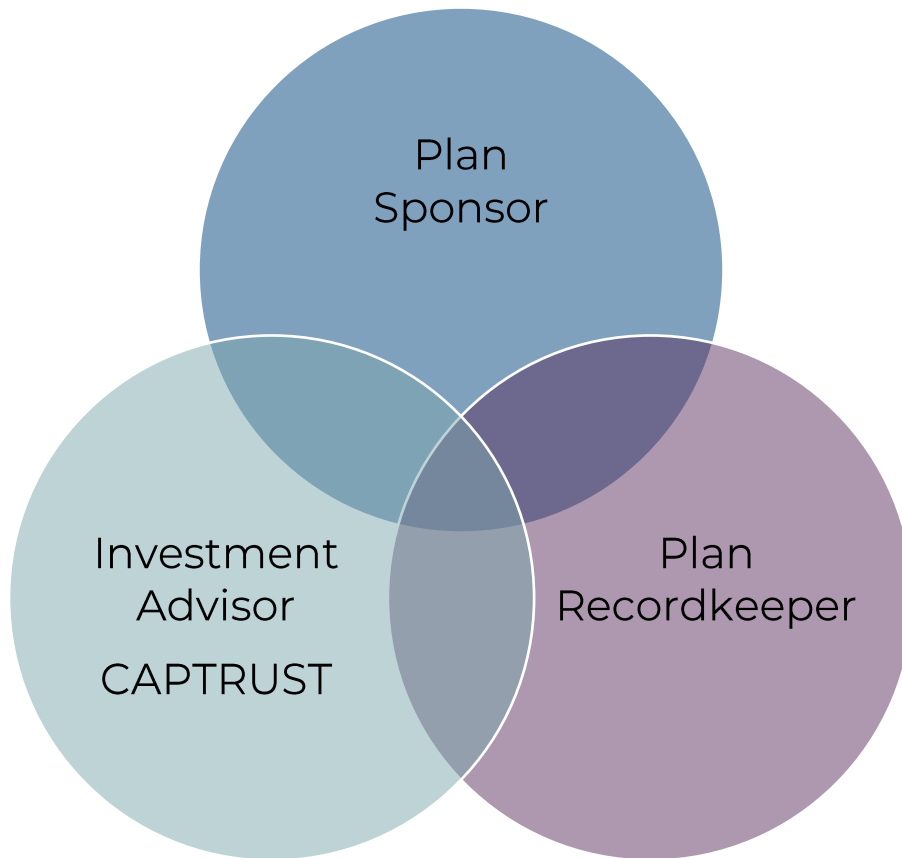 Plan
Sponsor
Investment
Advisor
CAPTRUST
Plan
Recordkeeper